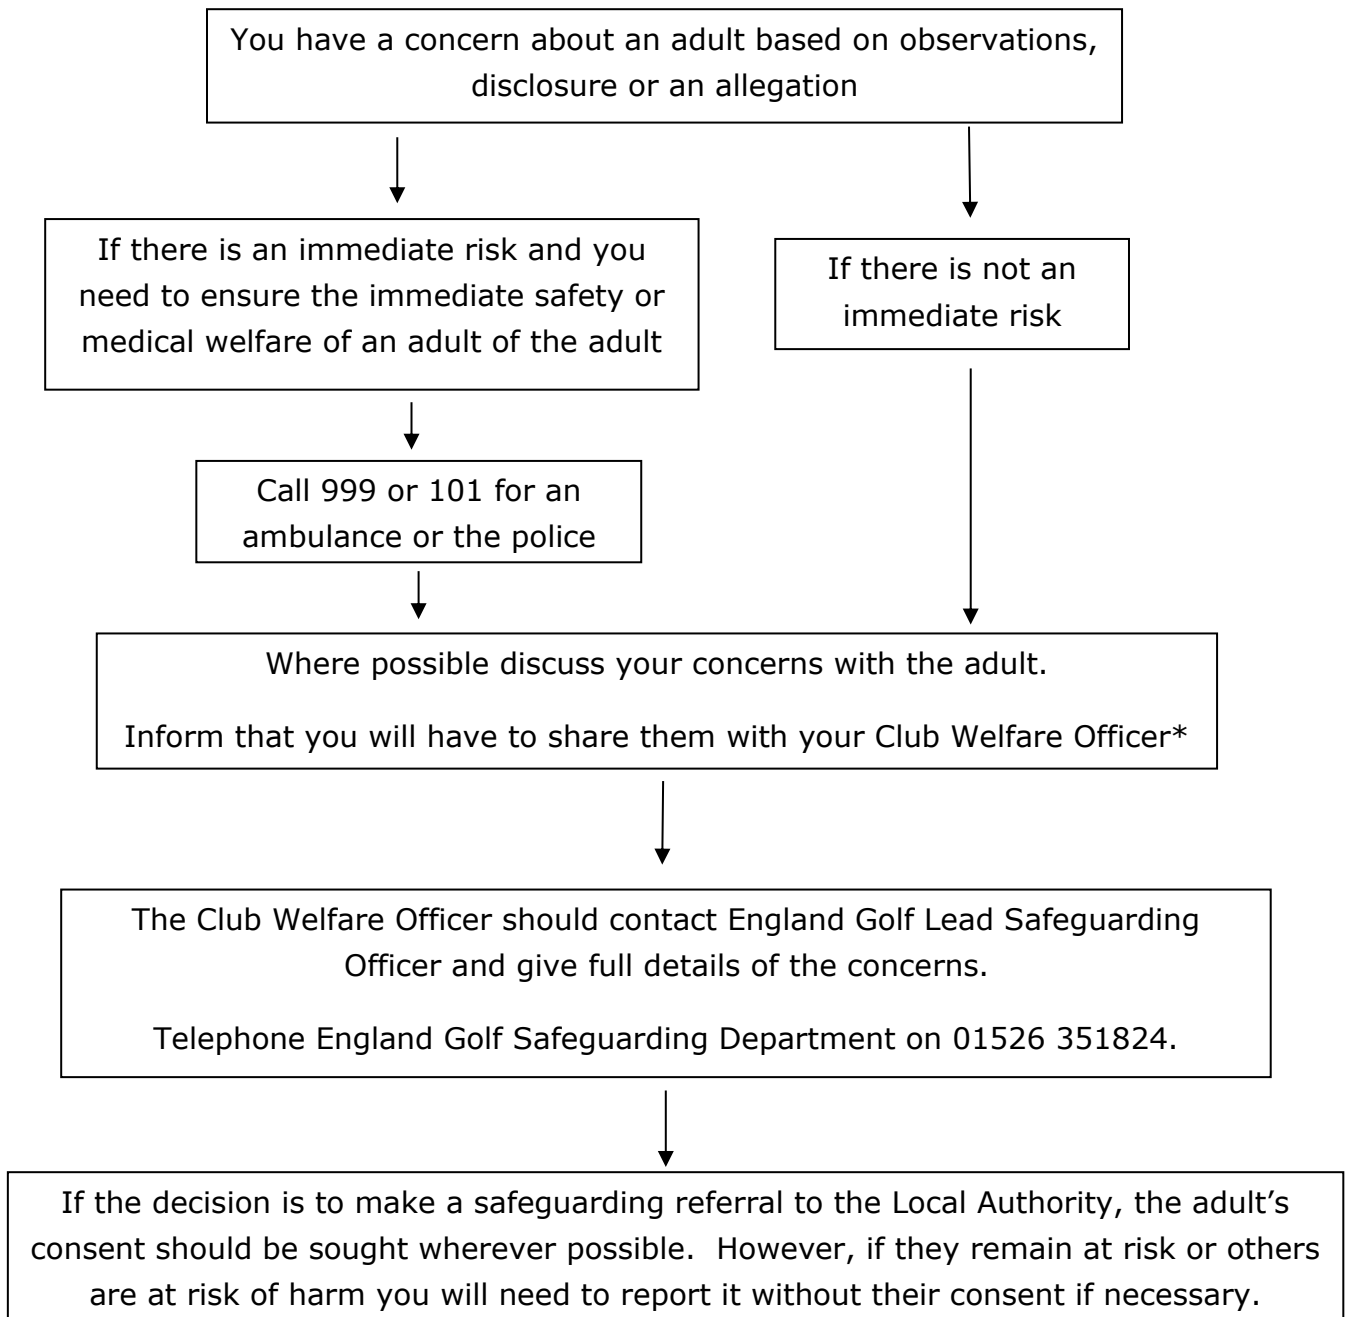 You have a concern about an adult based on observations,
disclosure or an allegation
If there is an immediate risk and you
need to ensure the immediate safety or
medical welfare of an adult of the adult
If there is not an
immediate risk
Call 999 or 101 for an
ambulance or the police
Where possible discuss your concerns with the adult.
Inform that you will have to share them with your Club Welfare Officer*
The Club Welfare Officer should contact England Golf Lead Safeguarding
Officer and give full details of the concerns.
Telephone England Golf Safeguarding Department on 01526 351824.
If the decision is to make a safeguarding referral to the Local Authority, the adult’s
consent should be sought wherever possible.  However, if they remain at risk or others
are at risk of harm you will need to report it without their consent if necessary.